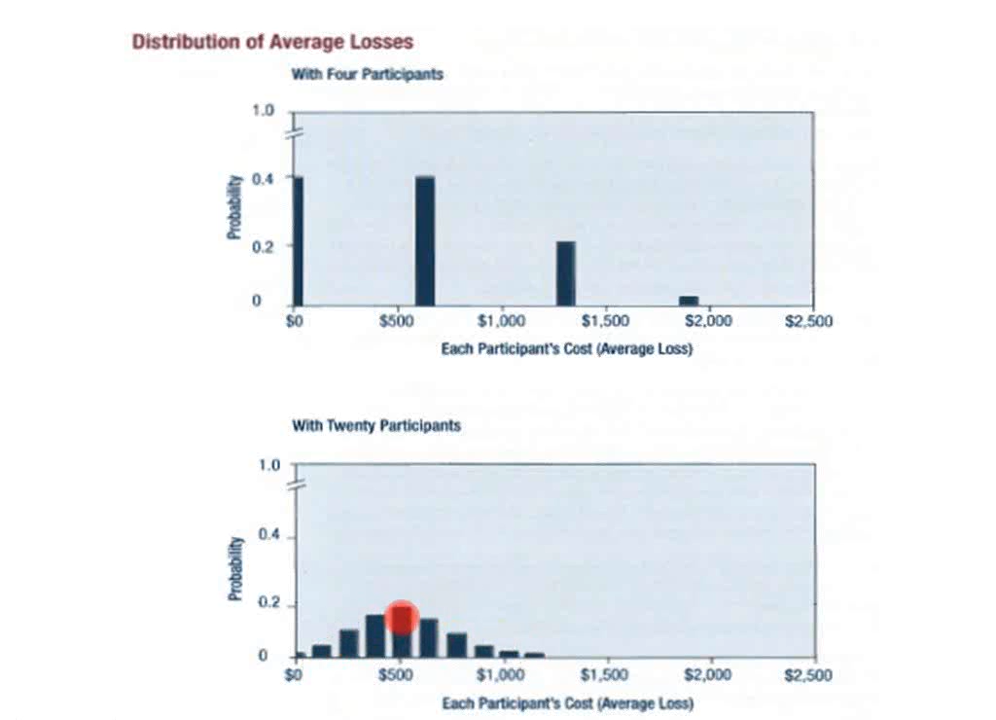 Distribution of Average Losses
With Four Participants
1.0
0.4
0.2
0
Probability
$0 $500 $1,000 $1,500 $2,000 $2,500
Each Participant's Cost (Average Loss)
With Twenty Participants
1.0
0.4
0.2
0
Probability
$0 $500 $1,000 $1,500 $2,000 $2,500
Each Participant's Cost (Average Loss)